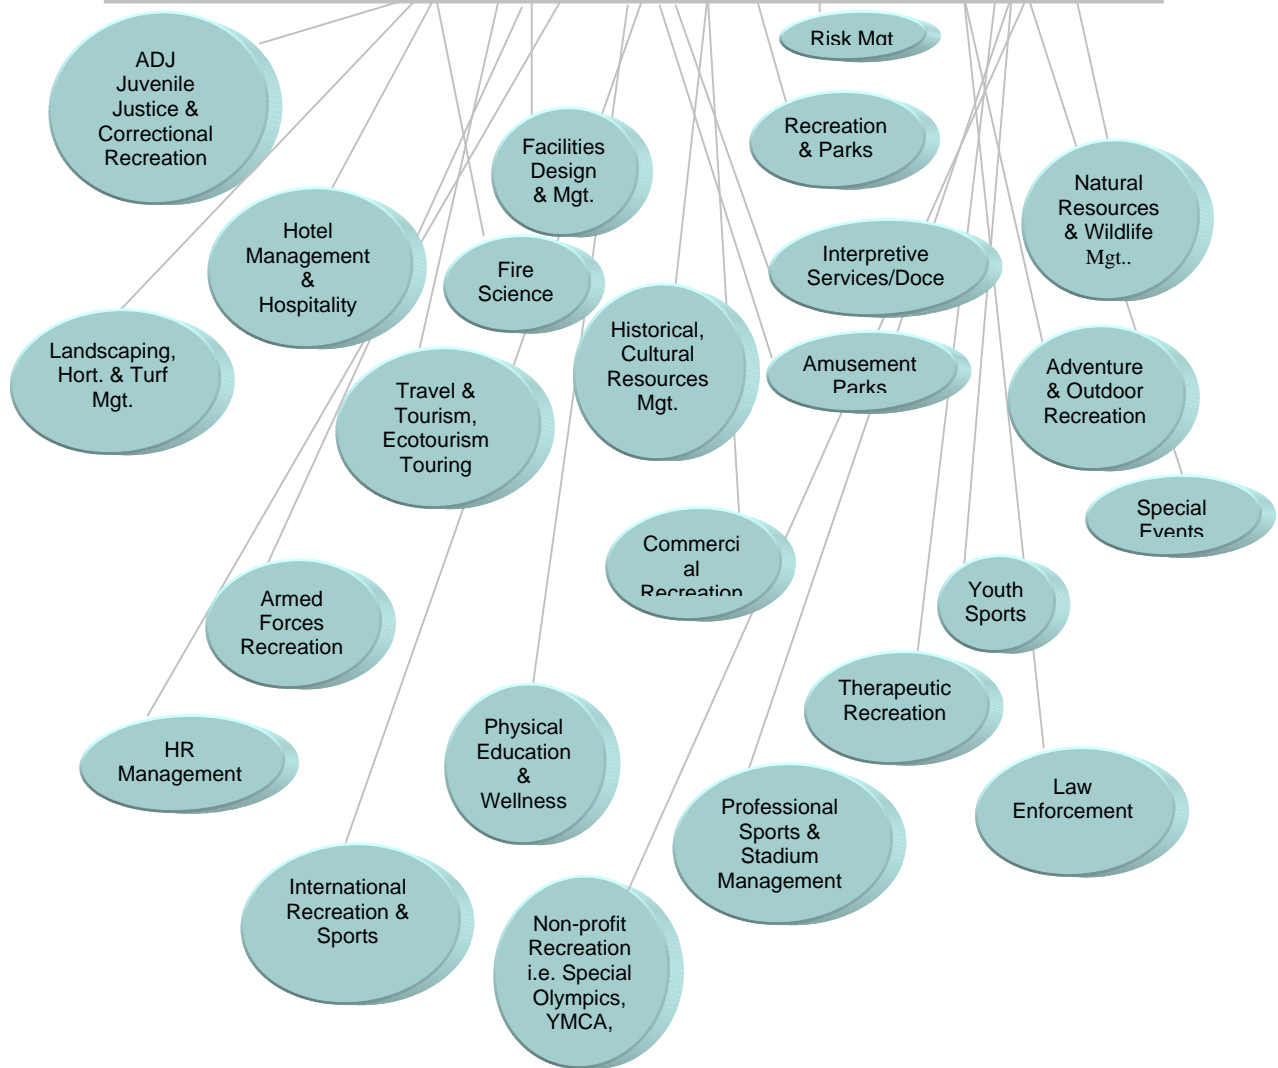 Risk Mgt
ADJ
Juvenile
Justice &
Correctional
Recreation
Recreation
& Parks
Facilities
Design
& Mgt.
Natural
Resources
& Wildlife
Mgt..
Hotel
Management
&
Hospitality
Interpretive
Services/Doce
Fire
Science
Historical,
Cultural
Resources
Mgt.
Landscaping,
Hort. & Turf
Mgt.
Amusement
Parks
Adventure
& Outdoor
Recreation
Travel &
Tourism,
Ecotourism
Touring
Special
Events
Commerci
al
Recreation
Youth
Sports
Armed
Forces
Recreation
Therapeutic
Recreation
HR
Management
Physical
Education
&
Wellness
Law
Enforcement
Professional
Sports &
Stadium
Management
International
Recreation &
Sports
Non-profit
Recreation
i.e. Special
Olympics,
YMCA,